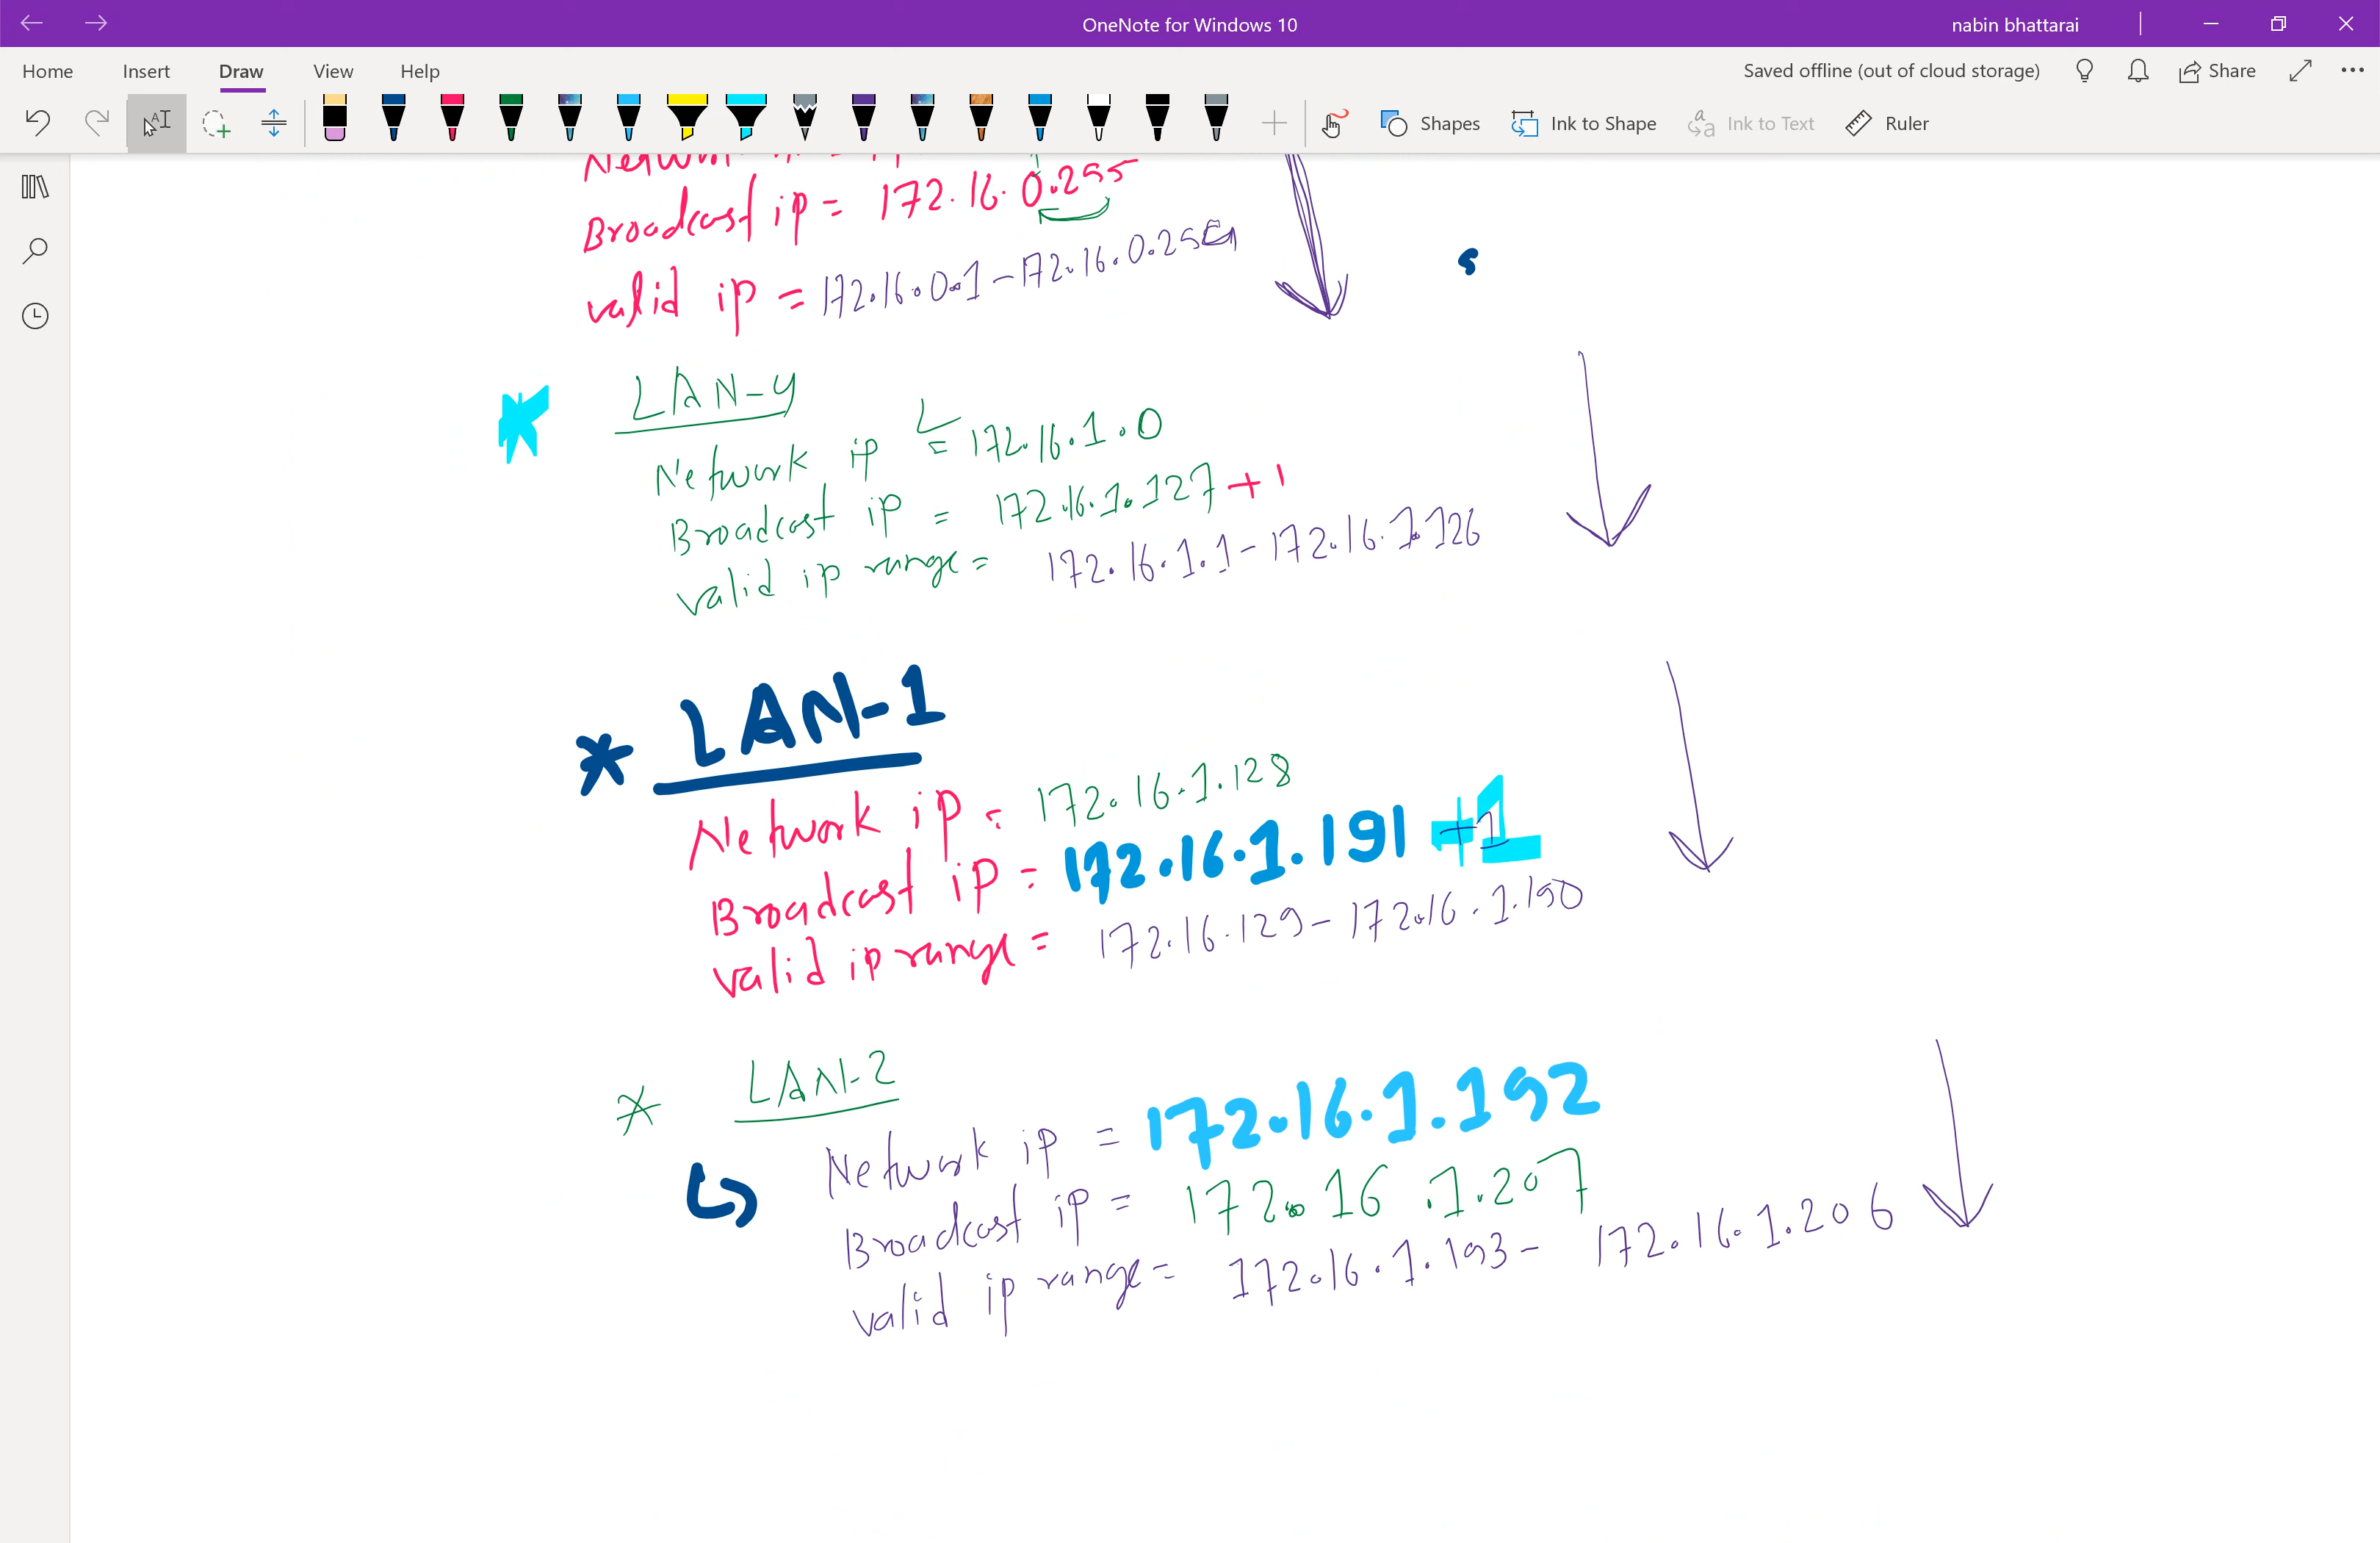 OneNote for Windows 10
nabin bhattarai
Home Insert Draw View Help
Saved offline (out of cloud storage)
Share
Shapes
Ink to Shape
Ink to Text
Ruler
Broadcast ip = 172.16.0.255
valid ip = 172.16.0.1 - 172.16.0.254
LAN-4
Network ip = 172.16.1.0
Broadcast ip = 172.16.1.127 +1
valid ip range = 172.16.1.1 - 172.16.1.126
* LAN-1
Network ip = 172.16.1.128
Broadcast ip = 172.16.1.191 +1
valid ip range = 172.16.129 - 172.16.1.190
* LAN-2
Network ip = 172.16.1.192
Broadcast ip = 172.16.1.207
valid ip range = 172.16.1.193 - 172.16.1.206